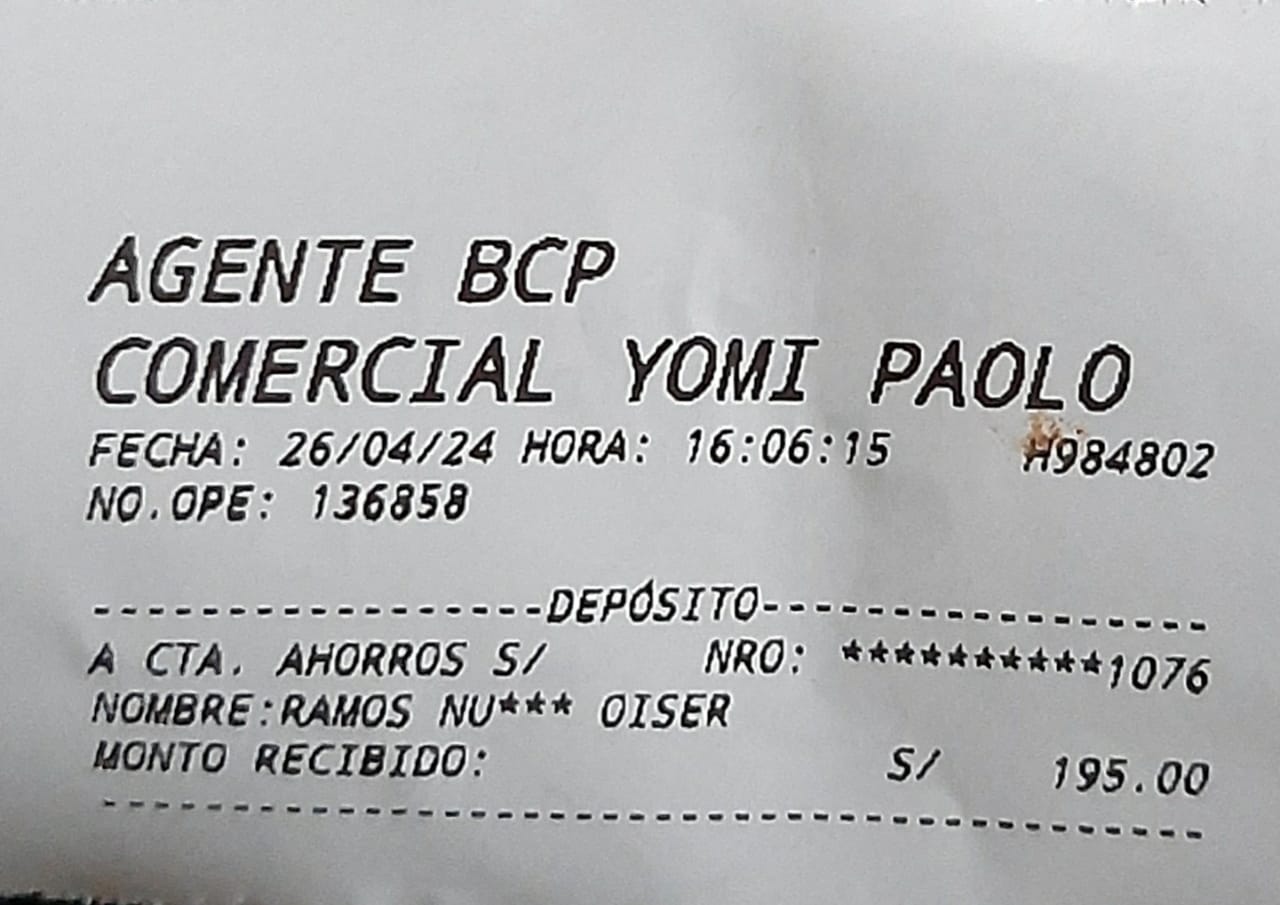 AGENTE BCP
COMERCIAL YOMI PAOLO
FECHA: 26/04/24 HORA: 16:06:15 H984802
NO.OPE: 136858
-----------------DEPÓSITO-----------------
A CTA. AHORROS S/ NRO: **********1076
NOMBRE:RAMOS NU*** OISER
MONTO RECIBIDO: S/ 195.00
------------------------------------------